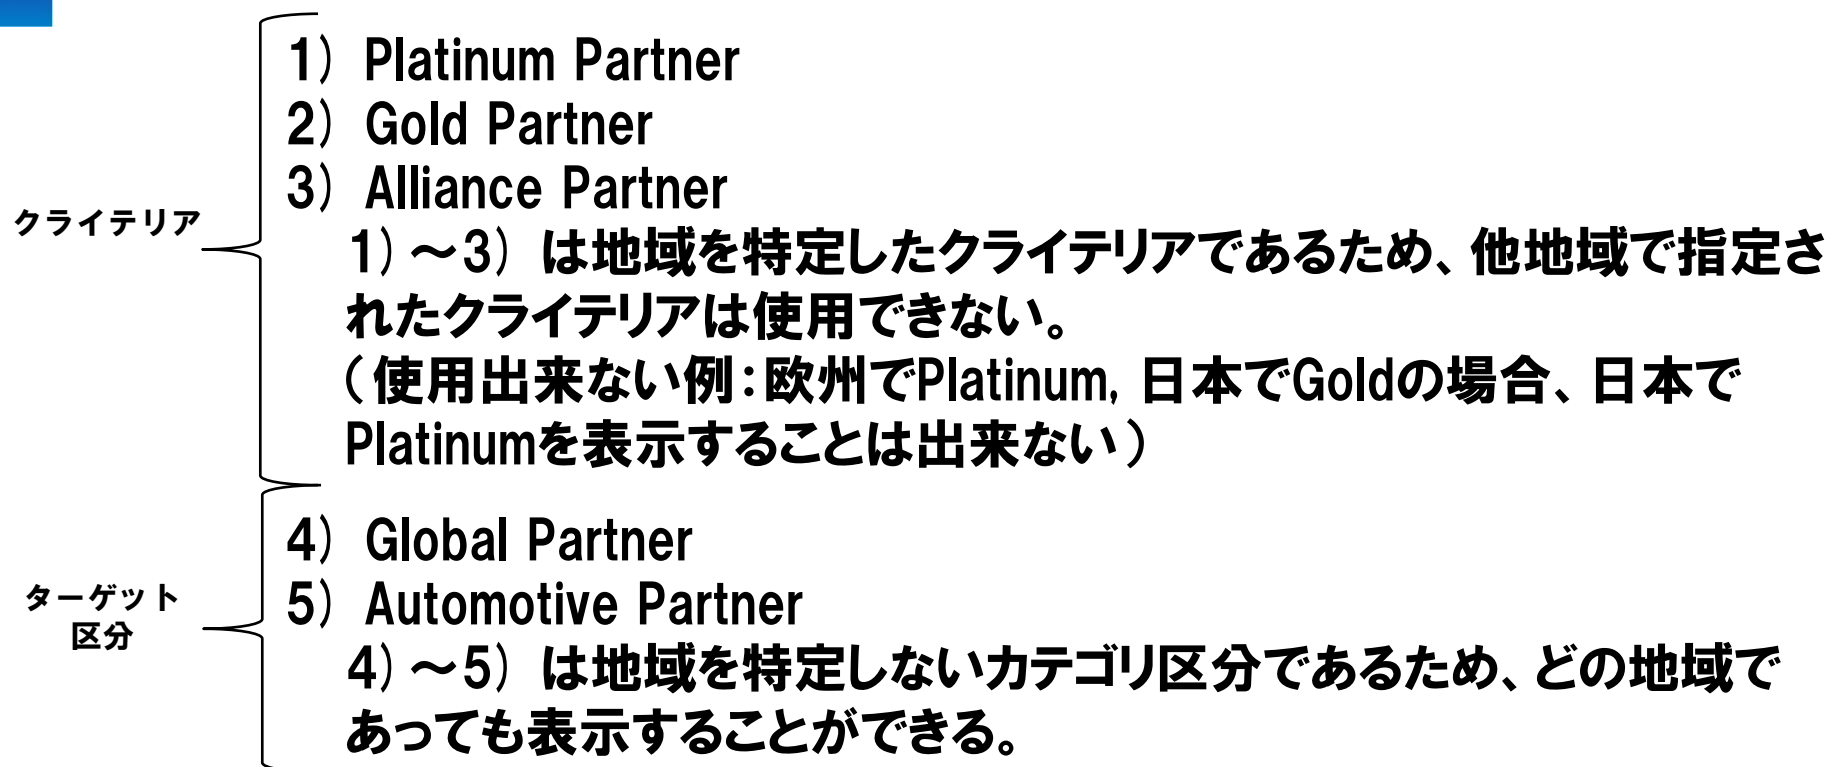 1） Platinum Partner
2） Gold Partner
3） Alliance Partner
クライテリア
1）～3） は地域を特定したクライテリアであるため、他地域で指定さ
れたクライテリアは使用できない。
（使用出来ない例：欧州でPlatinum, 日本でGoldの場合、日本で
Platinumを表示することは出来ない）
4） Global Partner
5） Automotive Partner
ターゲット
区分
4）～5） は地域を特定しないカテゴリ区分であるため、どの地域で
あっても表示することができる。